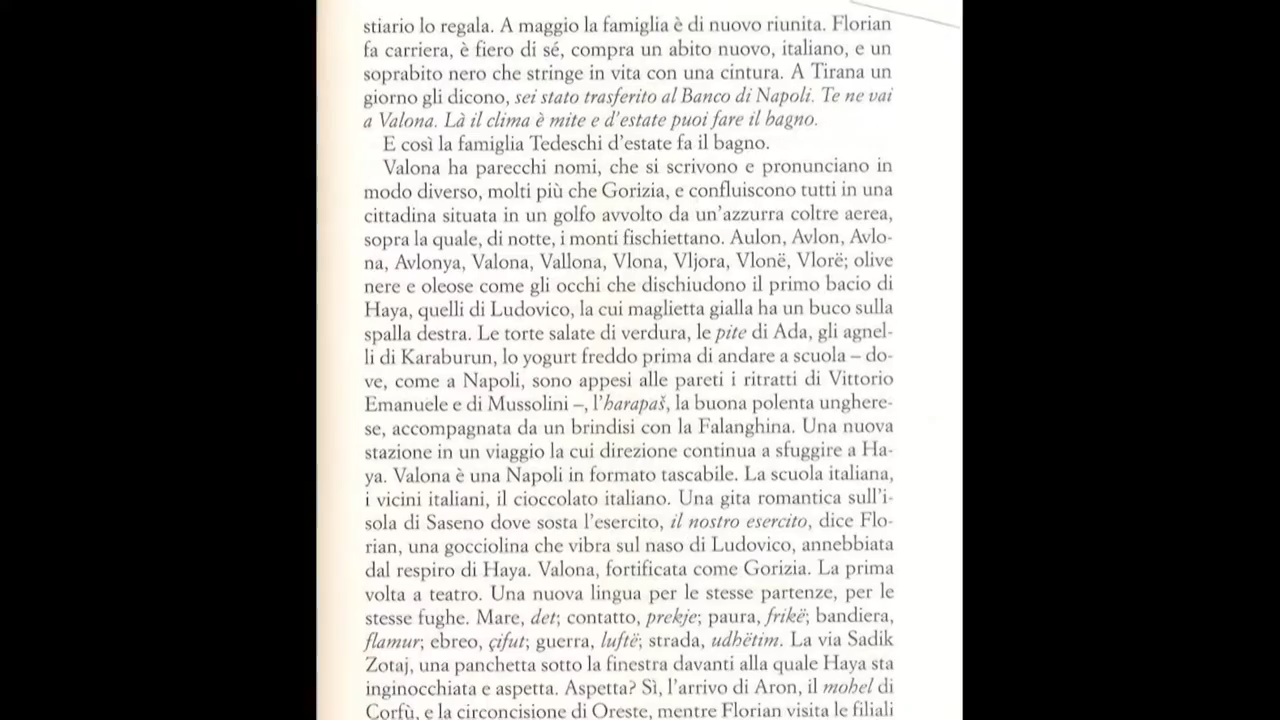 stiario lo regala. A maggio la famiglia è di nuovo riunita. Florian
fa carriera, è fiero di sé, compra un abito nuovo, italiano, e un
soprabito nero che stringe in vita con una cintura. A Tirana un
giorno gli dicono, sei stato trasferito al Banco di Napoli. Te ne vai
a Valona. Là il clima è mite e d'estate puoi fare il bagno.
E così la famiglia Tedeschi d'estate fa il bagno.
Valona ha parecchi nomi, che si scrivono e pronunciano in
modo diverso, molti più che Gorizia, e confluiscono tutti in una
cittadina situata in un golfo avvolto da un'azzurra coltre aerea,
sopra la quale, di notte, i monti fischiettano. Aulon, Avlon, Avlo-
na, Avlonya, Valona, Vallona, Vlona, Vljora, Vlonë, Vlorë; olive
nere e oleose come gli occhi che dischiudono il primo bacio di
Haya, quelli di Ludovico, la cui maglietta gialla ha un buco sulla
spalla destra. Le torte salate di verdura, le pite di Ada, gli agnel-
li di Karaburun, lo yogurt freddo prima di andare a scuola – do-
ve, come a Napoli, sono appesi alle pareti i ritratti di Vittorio
Emanuele e di Mussolini –, l'harapaš, la buona polenta unghere-
se, accompagnata da un brindisi con la Falanghina. Una nuova
stazione in un viaggio la cui direzione continua a sfuggire a Ha-
ya. Valona è una Napoli in formato tascabile. La scuola italiana,
i vicini italiani, il cioccolato italiano. Una gita romantica sull'i-
sola di Saseno dove sosta l'esercito, il nostro esercito, dice Flo-
rian, una gocciolina che vibra sul naso di Ludovico, annebbiata
dal respiro di Haya. Valona, fortificata come Gorizia. La prima
volta a teatro. Una nuova lingua per le stesse partenze, per le
stesse fughe. Mare, det; contatto, prekje; paura, frikë; bandiera,
flamur; ebreo, çifut; guerra, luftë; strada, udhëtim. La via Sadik
Zotaj, una panchetta sotto la finestra davanti alla quale Haya sta
inginocchiata e aspetta. Aspetta? Sì, l'arrivo di Aron, il mohel di
Corfù, e la circoncisione di Oreste, mentre Florian visita le filiali